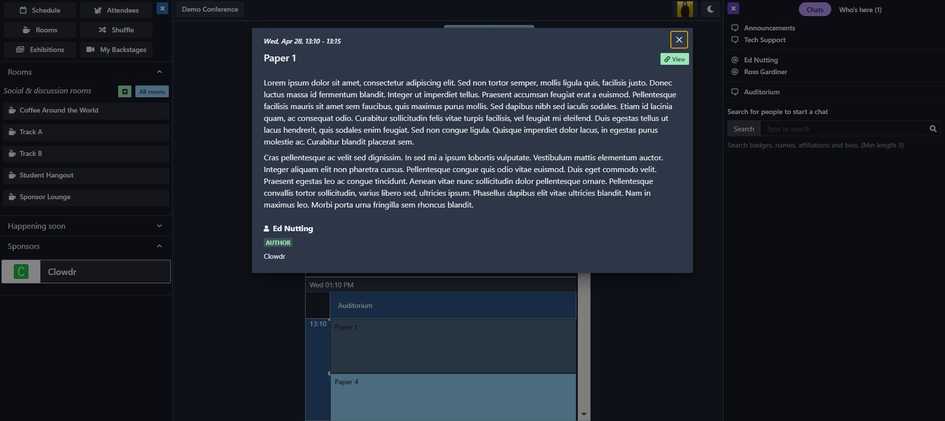 Schedule
Attendees
Rooms
Shuffle
Exhibitions
My Backstages
Rooms
Social & discussion rooms
All rooms
Coffee Around the World
Track A
Track B
Student Hangout
Sponsor Lounge
Happening soon
Sponsors
C
Clowdr
Demo Conference
Wed, Apr 28, 13:10 - 13:15
Paper 1
View
Lorem ipsum dolor sit amet, consectetur adipiscing elit. Sed non tortor semper, mollis ligula quis, facilisis justo. Donec
luctus massa id fermentum blandit. Integer ut imperdiet tellus. Praesent accumsan feugiat erat a euismod. Pellentesque
facilisis mauris sit amet sem faucibus, quis maximus purus mollis. Sed dapibus nibh sed iaculis sodales. Etiam id lacinia
quam, ac consequat odio. Curabitur sollicitudin felis vitae turpis facilisis, vel feugiat mi eleifend. Duis egestas tellus ut
lacus hendrerit, quis sodales enim feugiat. Sed non congue ligula. Quisque imperdiet dolor lacus, in egestas purus
molestie ac. Curabitur blandit placerat sem.
Cras pellentesque ac velit sed dignissim. In sed mi a ipsum lobortis vulputate. Vestibulum mattis elementum auctor.
Integer aliquam elit non pharetra cursus. Pellentesque congue quis odio vitae euismod. Duis eget commodo velit.
Praesent egestas leo ac congue tincidunt. Aenean vitae nunc sollicitudin dolor pellentesque ornare. Pellentesque
convallis tortor sollicitudin, varius libero sed, ultricies ipsum. Phasellus dapibus elit vitae ultricies blandit. Nam in
maximus leo. Morbi porta urna fringilla sem rhoncus blandit.
Ed Nutting
AUTHOR
Clowdr
Wed 01:10 PM
Auditorium
13:10
Paper 1
Paper 4
Chats
Who's here (1)
Announcements
Tech Support
Ed Nutting
Ross Gardiner
Auditorium
Search for people to start a chat
Search
Type to search
Search badges, names, affiliations and bios. (Min length 3)